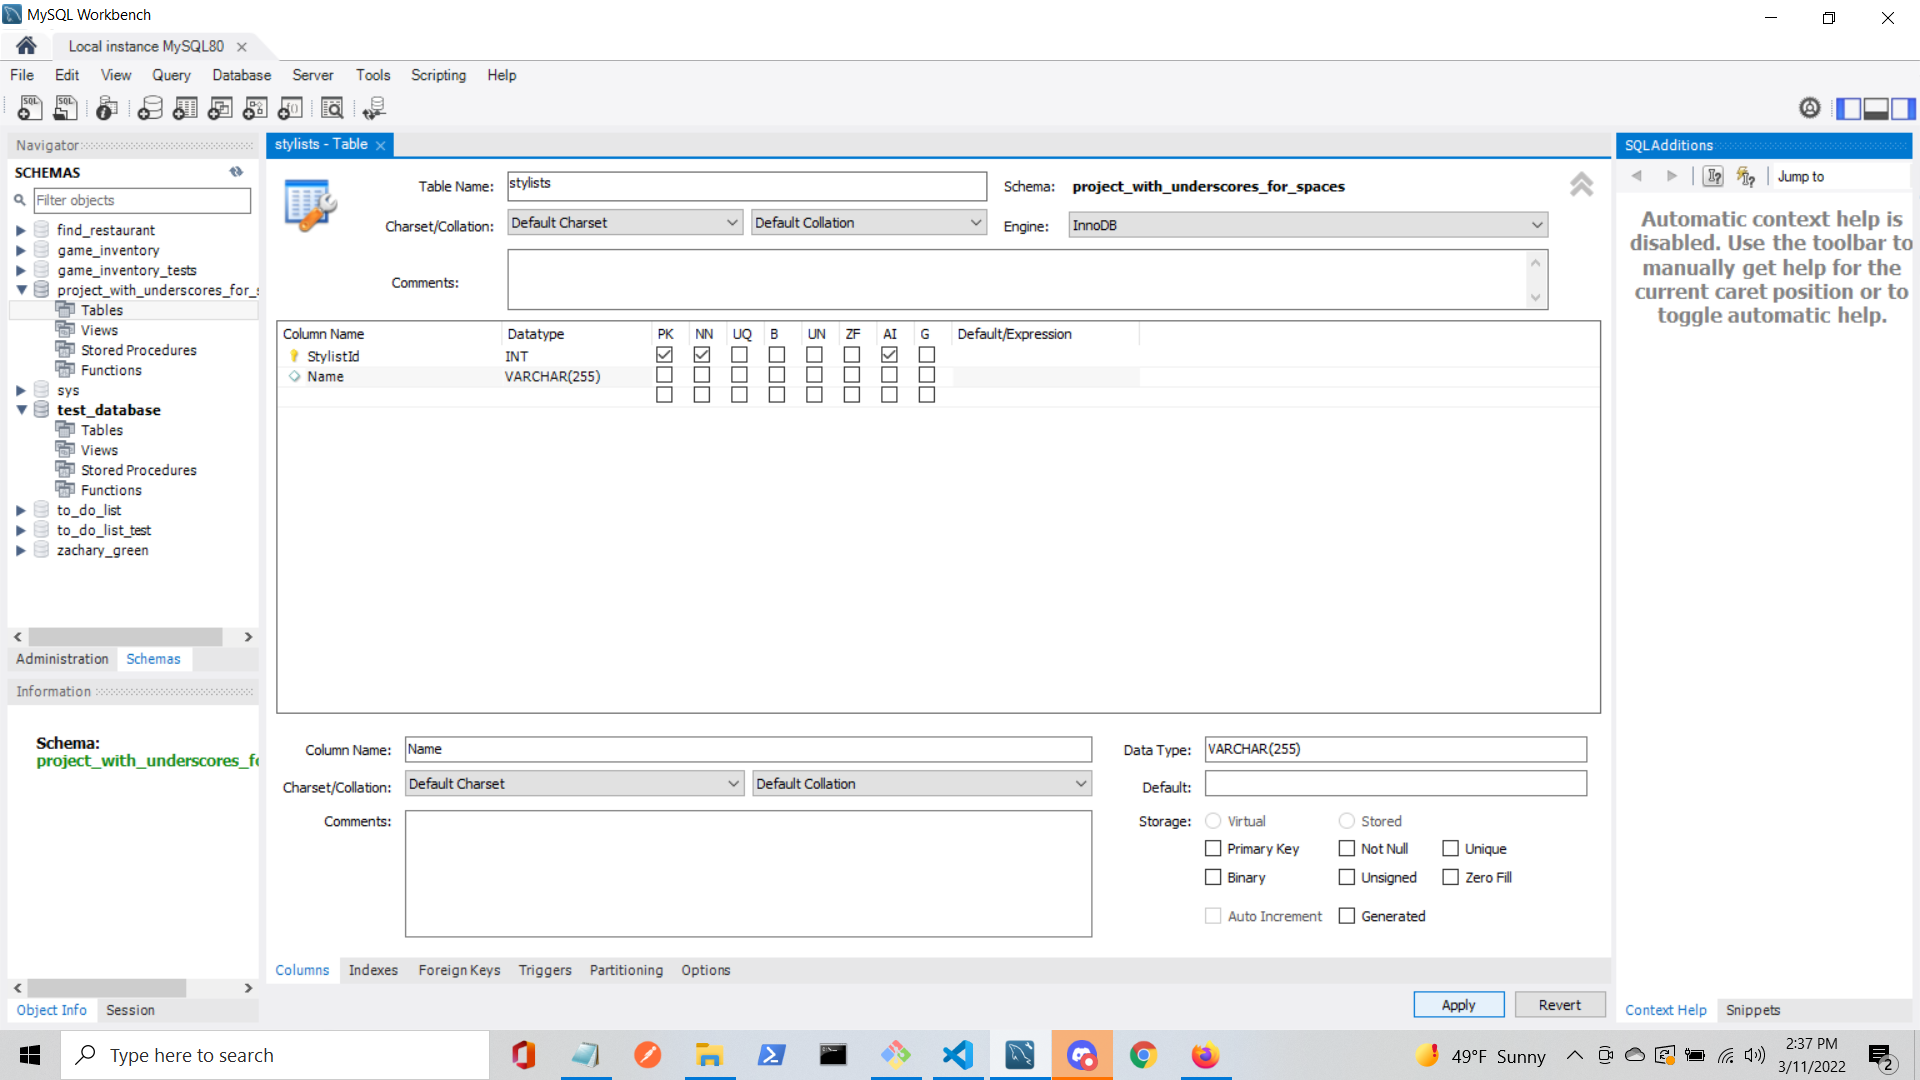 MySQL Workbench
Local instance MySQL80
File Edit View Query Database Server Tools Scripting Help
Navigator
SCHEMAS
Filter objects
find_restaurant
game_inventory
game_inventory_tests
project_with_underscores_for_s
Tables
Views
Stored Procedures
Functions
sys
test_database
Tables
Views
Stored Procedures
Functions
to_do_list
to_do_list_test
zachary_green
Administration Schemas
Information
Schema:
project_with_underscores_fo
Object Info Session
stylists - Table
Table Name: stylists Schema: project_with_underscores_for_spaces
Charset/Collation: Default Charset Default Collation Engine: InnoDB
Comments:
Column Name Datatype PK NN UQ B UN ZF AI G Default/Expression
StylistId INT
Name VARCHAR(255)
Column Name: Name Data Type: VARCHAR(255)
Charset/Collation: Default Charset Default Collation Default:
Comments: Storage: Virtual Stored
Primary Key Not Null Unique
Binary Unsigned Zero Fill
Auto Increment Generated
Columns Indexes Foreign Keys Triggers Partitioning Options
Apply Revert
SQLAdditions
Jump to
Automatic context help is
disabled. Use the toolbar to
manually get help for the
current caret position or to
toggle automatic help.
Context Help Snippets
Type here to search
49°F Sunny
2:37 PM
3/11/2022
2